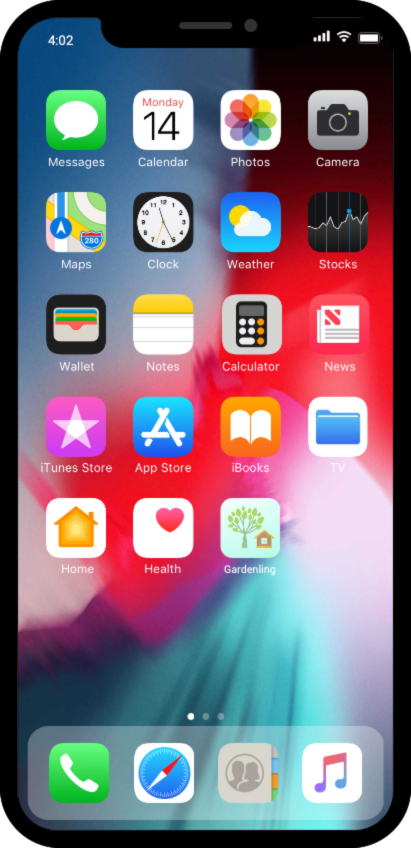 4:02
Monday
14
Messages Calendar Photos Camera
280
Maps Clock Weather Stocks
Wallet Notes Calculator News
iTunes Store App Store iBooks TV
Home Health Gardenling